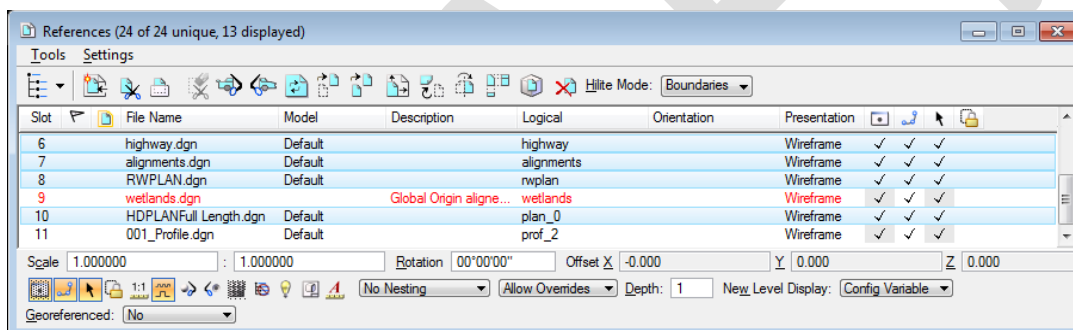 References (24 of 24 unique, 13 displayed)
Tools Settings
Hilite Mode: Boundaries
Slot File Name Model Description Logical Orientation Presentation
6 highway.dgn Default highway Wireframe
7 alignments.dgn Default alignments Wireframe
8 RWPLAN.dgn Default rwplan Wireframe
9 wetlands.dgn Global Origin aligne... wetlands Wireframe
10 HDPLANFull Length.dgn Default plan_0 Wireframe
11 001_Profile.dgn Default prof_2 Wireframe
Scale 1.000000 : 1.000000 Rotation 00°00'00" Offset X -0.000 Y 0.000 Z 0.000
1:1 No Nesting Allow Overrides Depth: 1 New Level Display: Config Variable
Georeferenced: No